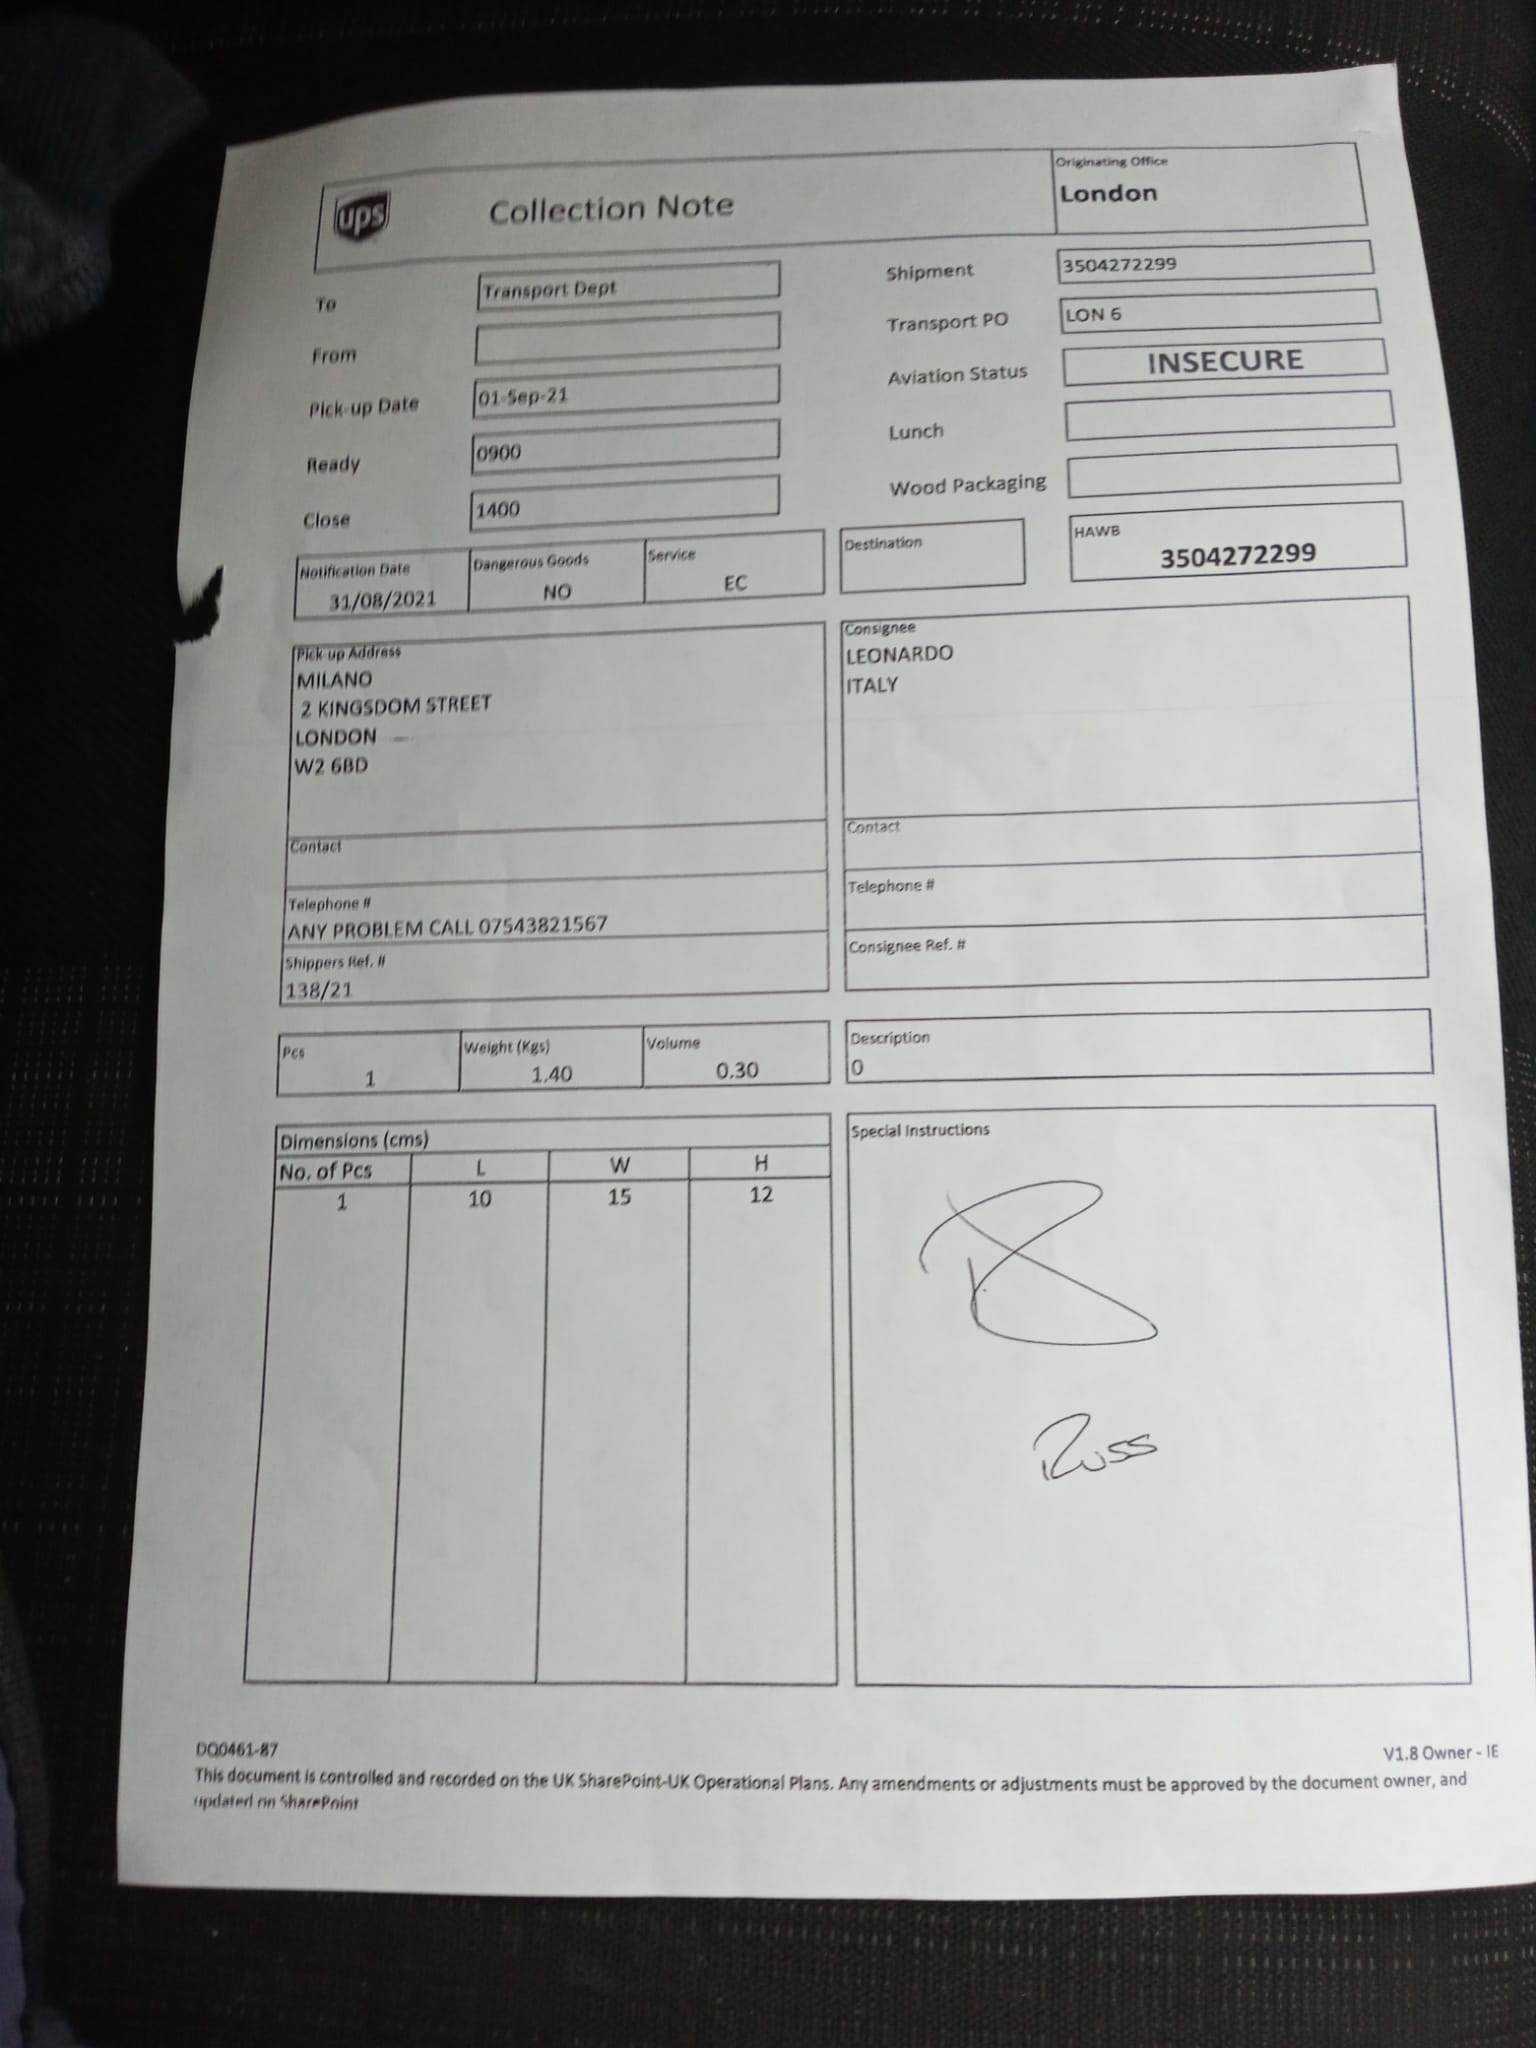 ups
Collection Note
Originating Office
London
To
Transport Dept
From
Pick-up Date
01-Sep-21
Ready
0900
Close
1400
Shipment
3504272299
Transport PO
LON 6
Aviation Status
INSECURE
Lunch
Wood Packaging
Notification Date
31/08/2021
Dangerous Goods
NO
Service
EC
Destination
HAWB
3504272299
Pick up Address
MILANO
2 KINGSDOM STREET
LONDON
W2 6BD
Contact
Telephone #
ANY PROBLEM CALL 07543821567
Shippers Ref. #
138/21
Consignee
LEONARDO
ITALY
Contact
Telephone #
Consignee Ref. #
Pcs
1
Weight (Kgs)
1.40
Volume
0.30
Description
0
Dimensions (cms)
No. of Pcs L W H
1 10 15 12
Special Instructions
Russ
DQ0461-87
V1.8 Owner - IE
This document is controlled and recorded on the UK SharePoint-UK Operational Plans. Any amendments or adjustments must be approved by the document owner, and
updated on SharePoint